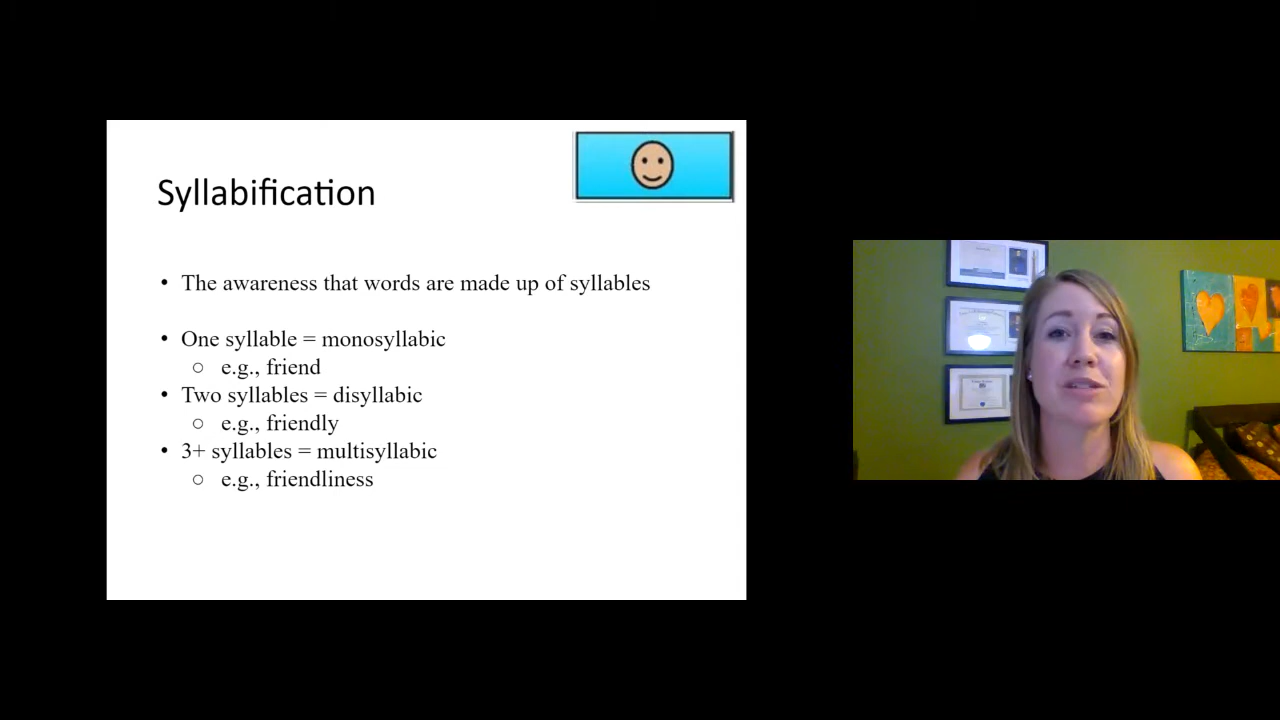 Syllabification
• The awareness that words are made up of syllables
• One syllable = monosyllabic
○ e.g., friend
• Two syllables = disyllabic
○ e.g., friendly
• 3+ syllables = multisyllabic
○ e.g., friendliness